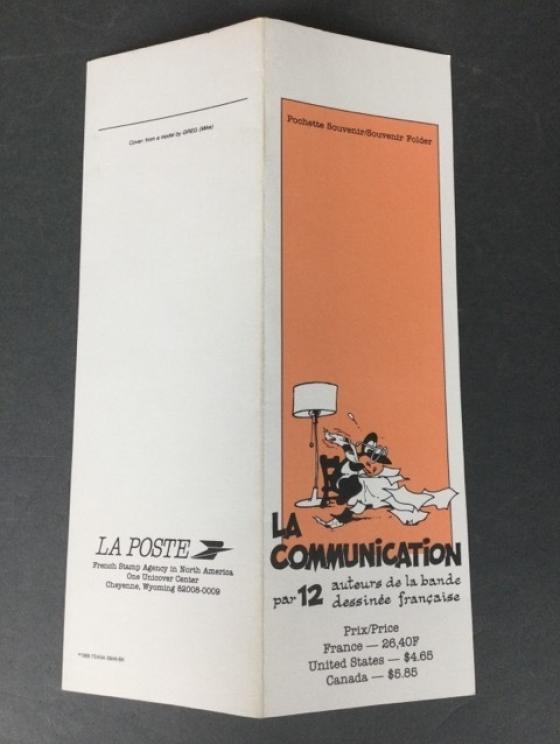 Cover: from a model by GREG (Mike)
LA POSTE
French Stamp Agency in North America
One Unicover Center
Cheyenne, Wyoming 82008-0009
Pochette Souvenir/Souvenir Folder
LA
COMMUNiCATiON
par 12 auteurs de la bande
dessinée française
Prix/Price
France — 26,40F
United States — $4.65
Canada — $5.85